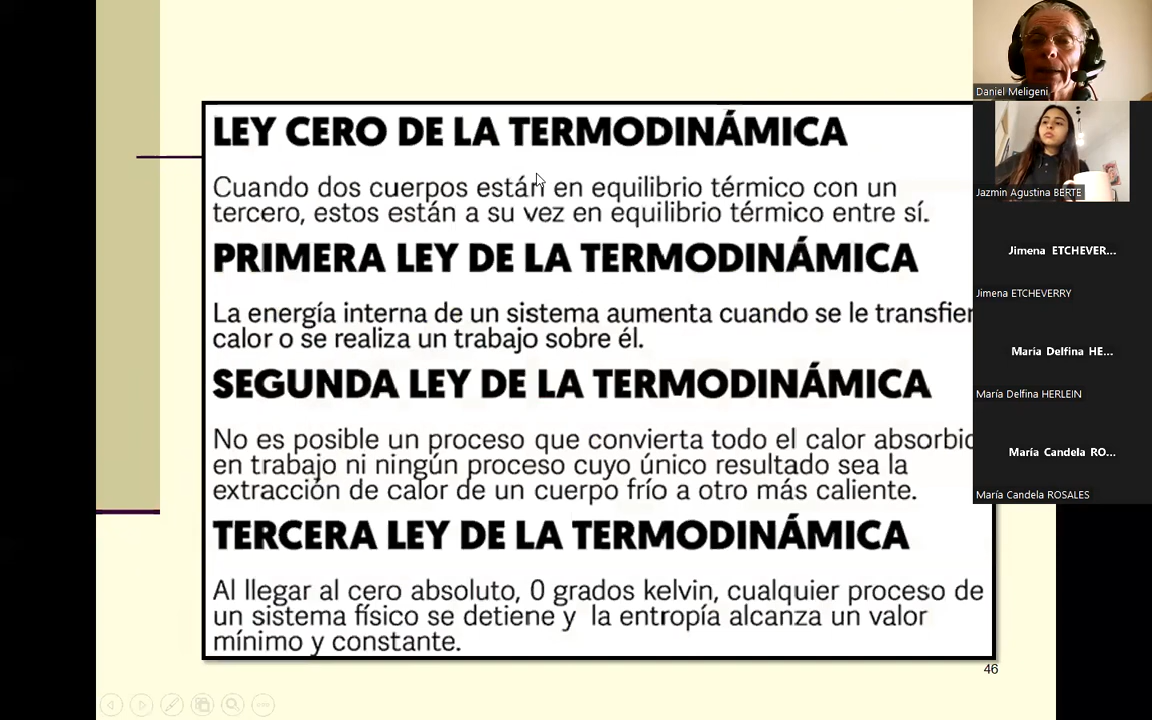 LEY CERO DE LA TERMODINÁMICA
Cuando dos cuerpos están en equilibrio térmico con un
tercero, estos están a su vez en equilibrio térmico entre sí.
PRIMERA LEY DE LA TERMODINÁMICA
La energía interna de un sistema aumenta cuando se le transfier
calor o se realiza un trabajo sobre él.
SEGUNDA LEY DE LA TERMODINÁMICA
No es posible un proceso que convierta todo el calor absorbid
en trabajo ni ningún proceso cuyo único resultado sea la
extracción de calor de un cuerpo frío a otro más caliente.
TERCERA LEY DE LA TERMODINÁMICA
Al llegar al cero absoluto, 0 grados kelvin, cualquier proceso de
un sistema físico se detiene y la entropía alcanza un valor
mínimo y constante.
46
Daniel Meligeni
Jazmin Agustina BERTE
Jimena ETCHEVER...
Jimena ETCHEVERRY
María Delfina HE...
María Delfina HERLEIN
María Candela RO...
María Candela ROSALES